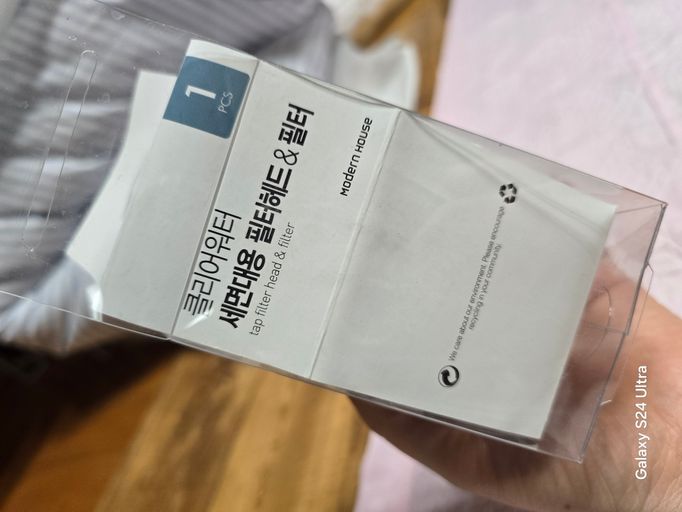 1
PCS
클리어워터
세면대용 필터헤드 & 필터
tap filter head & filter
MODERN HOUSE
We care about our environment. Please encourage
recycling in your community.
Galaxy S24 Ultra